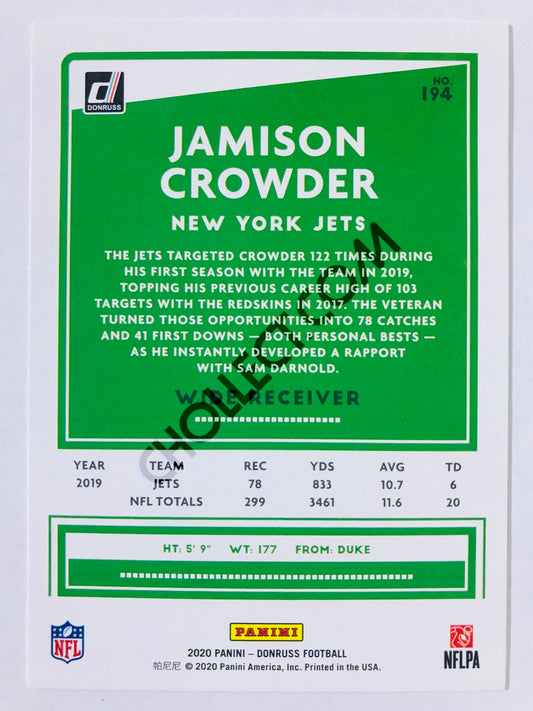 DONRUSS
NO.
194
JAMISON
CROWDER
NEW YORK JETS
THE JETS TARGETED CROWDER 122 TIMES DURING
HIS FIRST SEASON WITH THE TEAM IN 2019,
TOPPING HIS PREVIOUS CAREER HIGH OF 103
TARGETS WITH THE REDSKINS IN 2017. THE VETERAN
TURNED THOSE OPPORTUNITIES INTO 78 CATCHES
AND 41 FIRST DOWNS — BOTH PERSONAL BESTS —
AS HE INSTANTLY DEVELOPED A RAPPORT
WITH SAM DARNOLD.
WIDE RECEIVER
CHOLLECT.COM
YEAR TEAM REC YDS AVG TD
2019 JETS 78 833 10.7 6
NFL TOTALS 299 3461 11.6 20
HT: 5' 9" WT: 177 FROM: DUKE
NFL
PANINI
NFLPA
2020 PANINI – DONRUSS FOOTBALL
帕尼尼 © 2020 Panini America, Inc. Printed in the USA.